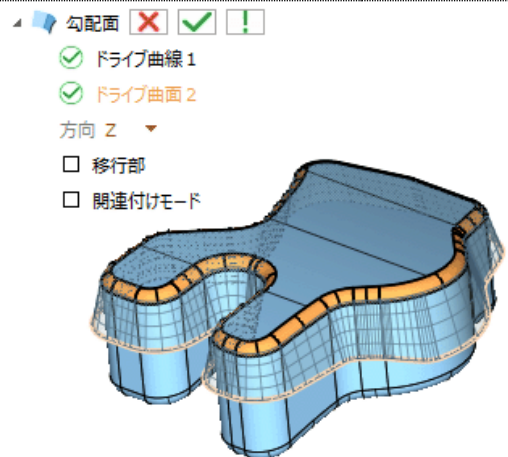 勾配面
ドライブ曲線 1
ドライブ曲面 2
方向 Z
移行部
関連付けモード